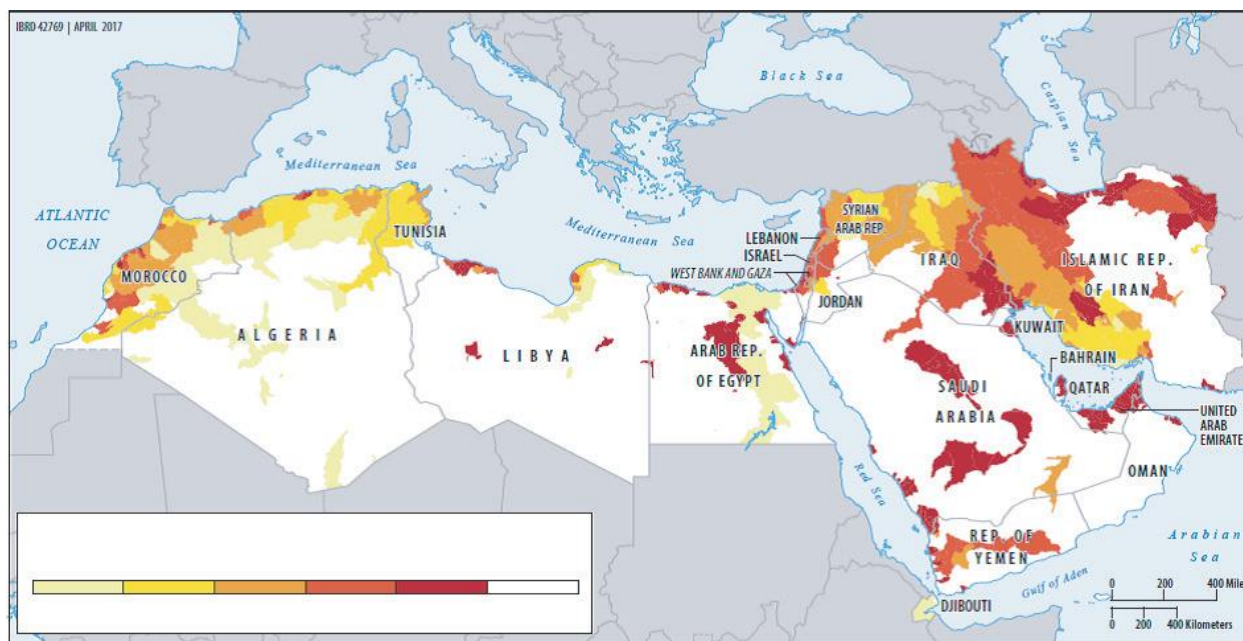 IBRD 42769 | APRIL 2017
Black Sea
Caspian Sea
Mediterranean Sea
ATLANTIC
OCEAN
Mediterranean Sea
TUNISIA
MOROCCO
SYRIAN
ARAB REP.
LEBANON
ISRAEL
WEST BANK AND GAZA
IRAQ
ISLAMIC REP.
OF IRAN
JORDAN
ALGERIA
LIBYA
ARAB REP.
OF EGYPT
KUWAIT
BAHRAIN
QATAR
SAUDI
ARABIA
UNITED
ARAB
EMIRATE
OMAN
Red Sea
REP. OF
YEMEN
Arabian
Sea
Gulf of Aden
DJIBOUTI
0 200 400 Mile
0 200 400 Kilometers